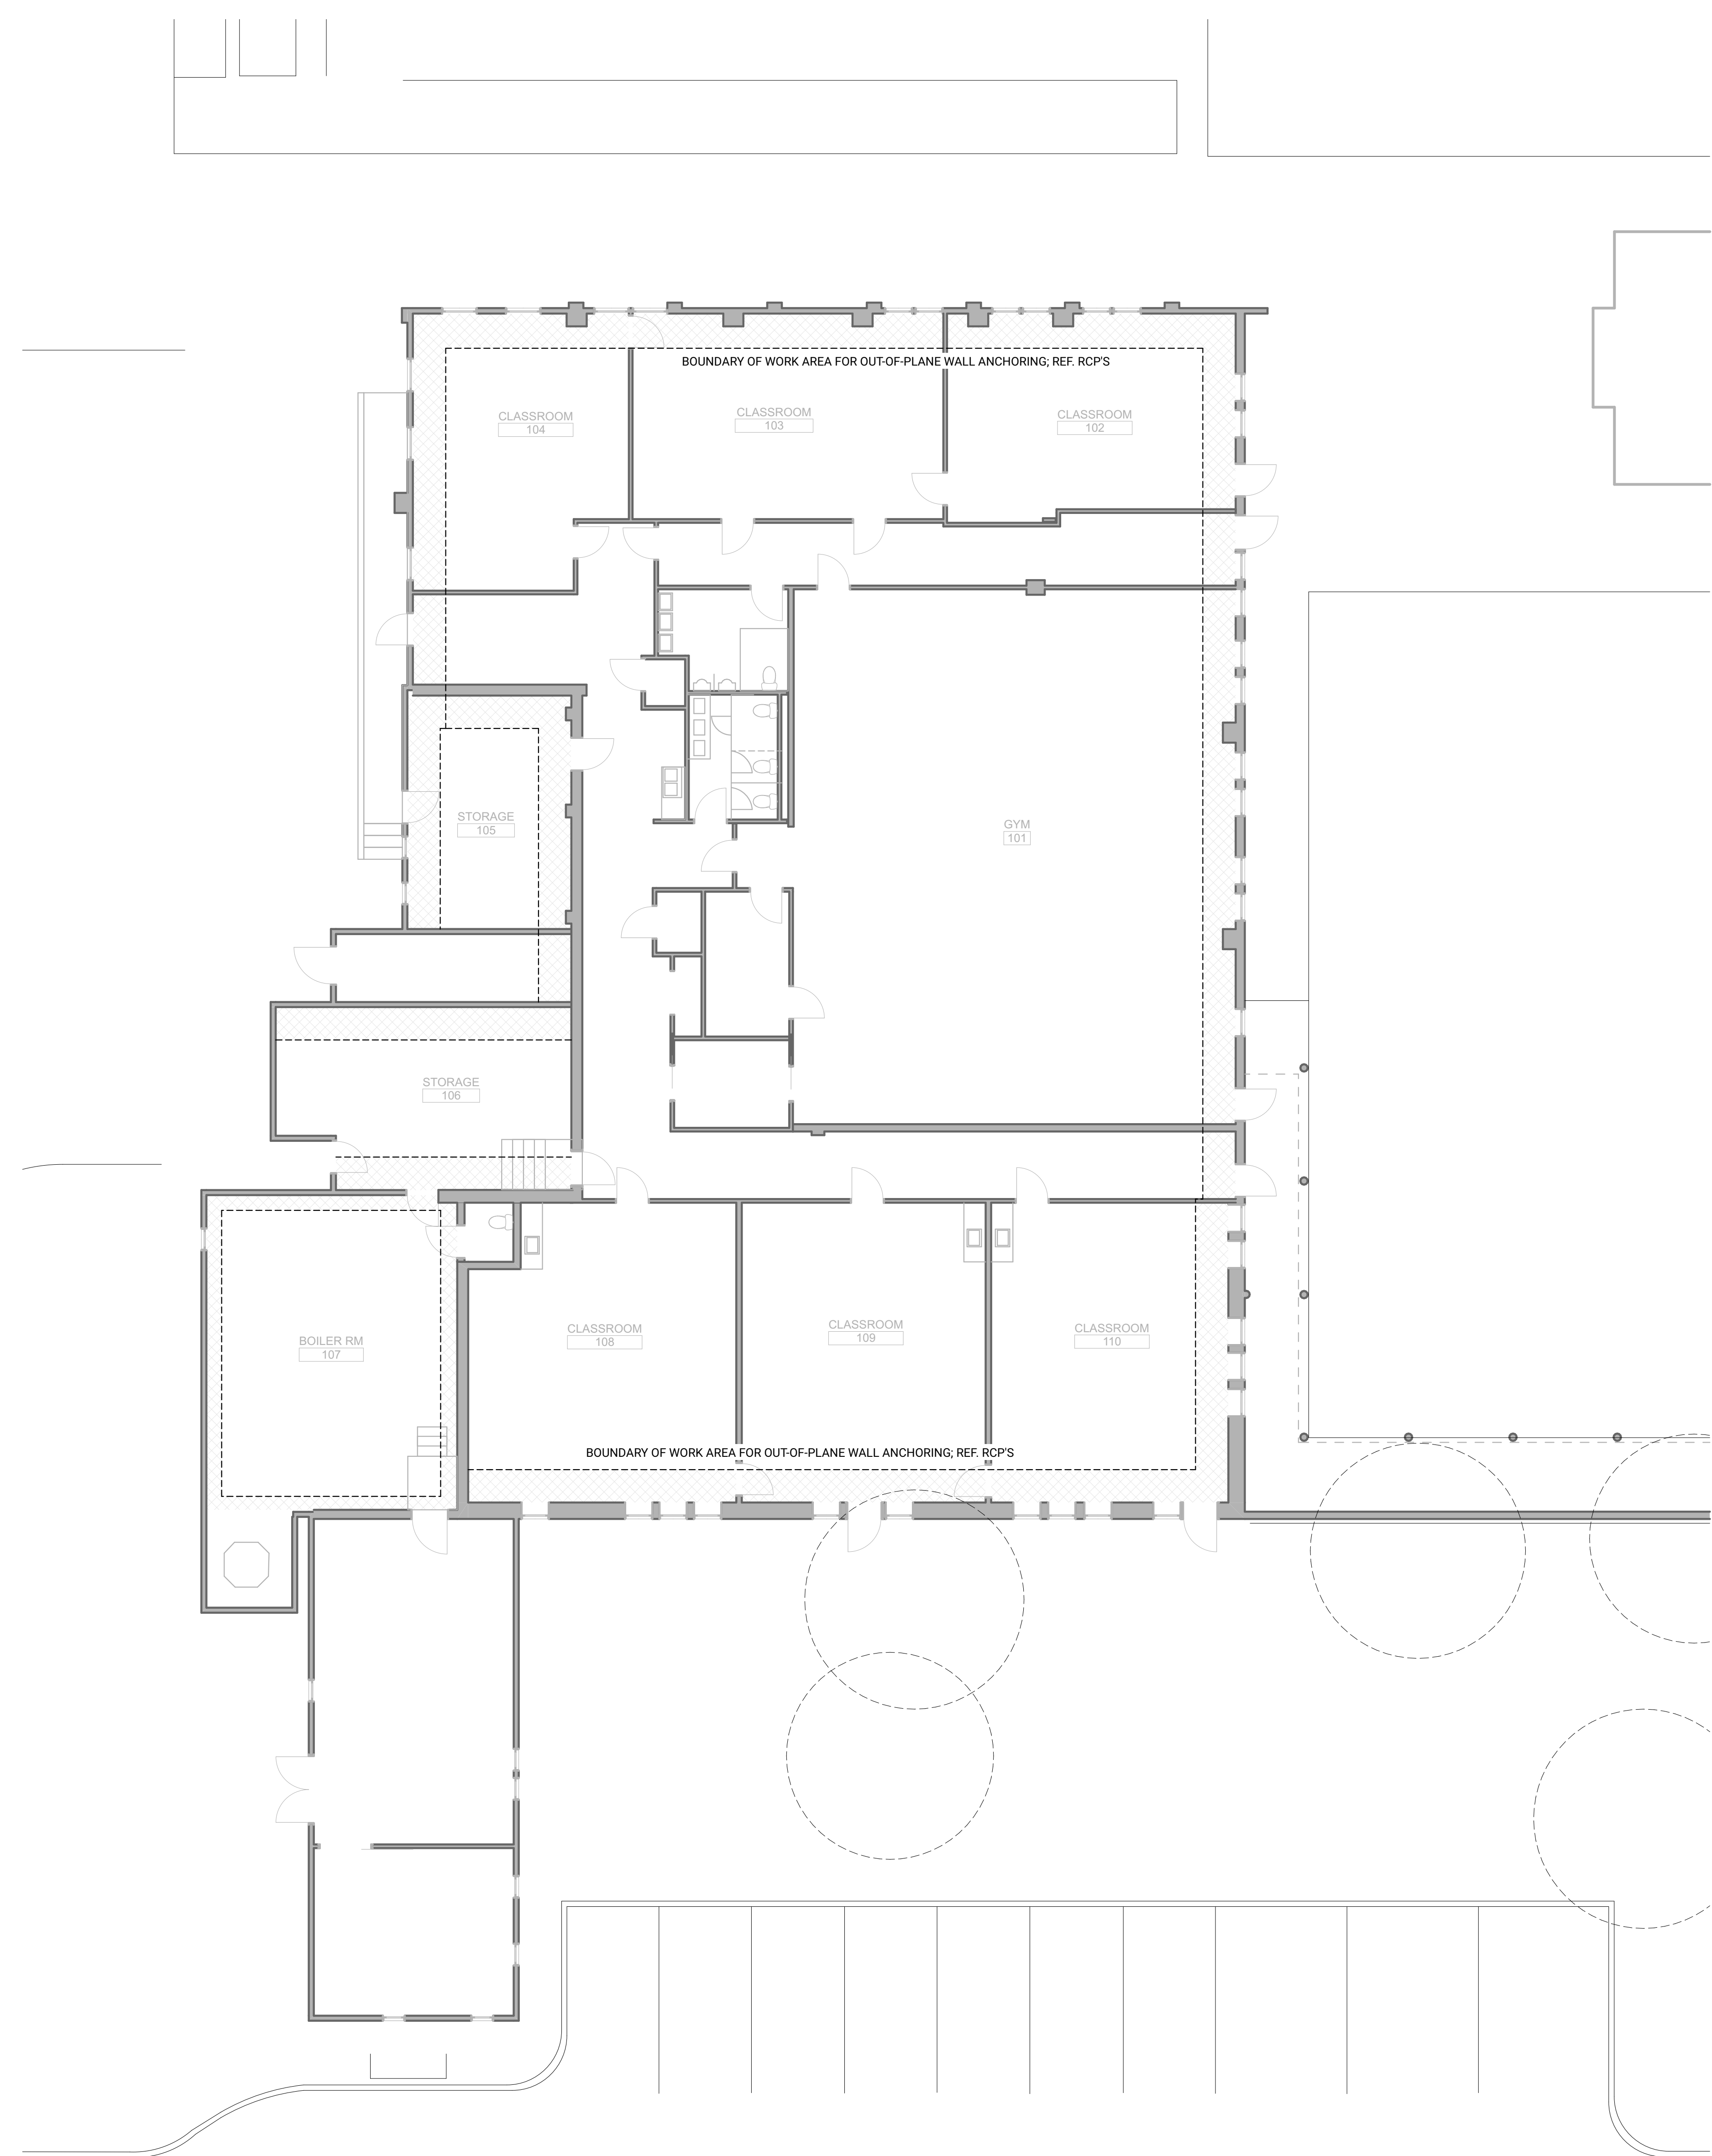 BOUNDARY OF WORK AREA FOR OUT-OF-PLANE WALL ANCHORING; REF. RCP'S
CLASSROOM
104
CLASSROOM
103
CLASSROOM
102
STORAGE
105
GYM
101
STORAGE
106
BOILER RM
107
CLASSROOM
108
CLASSROOM
109
CLASSROOM
110
BOUNDARY OF WORK AREA FOR OUT-OF-PLANE WALL ANCHORING; REF. RCP'S